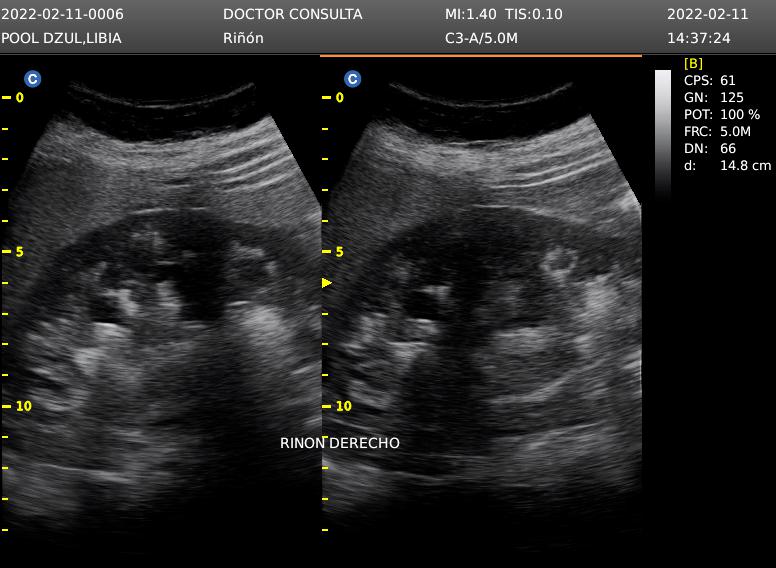 2022-02-11-0006 DOCTOR CONSULTA MI:1.40 TIS:0.10 2022-02-11
POOL DZUL,LIBIA Riñón C3-A/5.0M 14:37:24
[B]
C C CPS: 61
0 0 GN: 125
POT: 100 %
FRC: 5.0M
DN: 66
d: 14.8 cm
5 5
10 10
RINON DERECHO